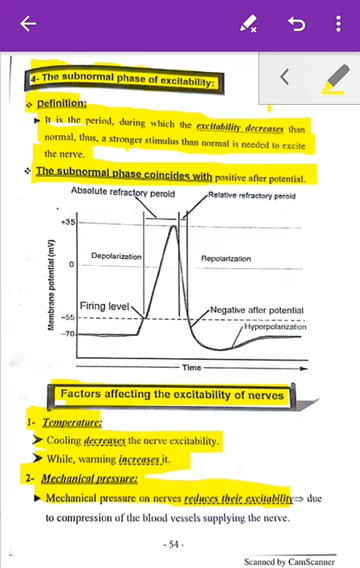 4- The subnormal phase of excitability:
❖ Definition:
► It is the period, during which the excitability decreases than
normal, thus, a stronger stimulus than normal is needed to excite
the nerve.
❖ The subnormal phase coincides with positive after potential.
Absolute refractory peroid
Relative refractory peroid
+35
Depolarization
Repolarization
0
Membrane potential (mV)
Firing level
Negative after potential
-55
Hyperpolarization
-70
Time
Factors affecting the excitability of nerves
1- Temperature:
➤ Cooling decreases the nerve excitability.
➤ While, warming increases it.
2- Mechanical pressure:
► Mechanical pressure on nerves reduces their excitability⇒ due
to compression of the blood vessels supplying the nerve.
- 54 -
Scanned by CamScanner